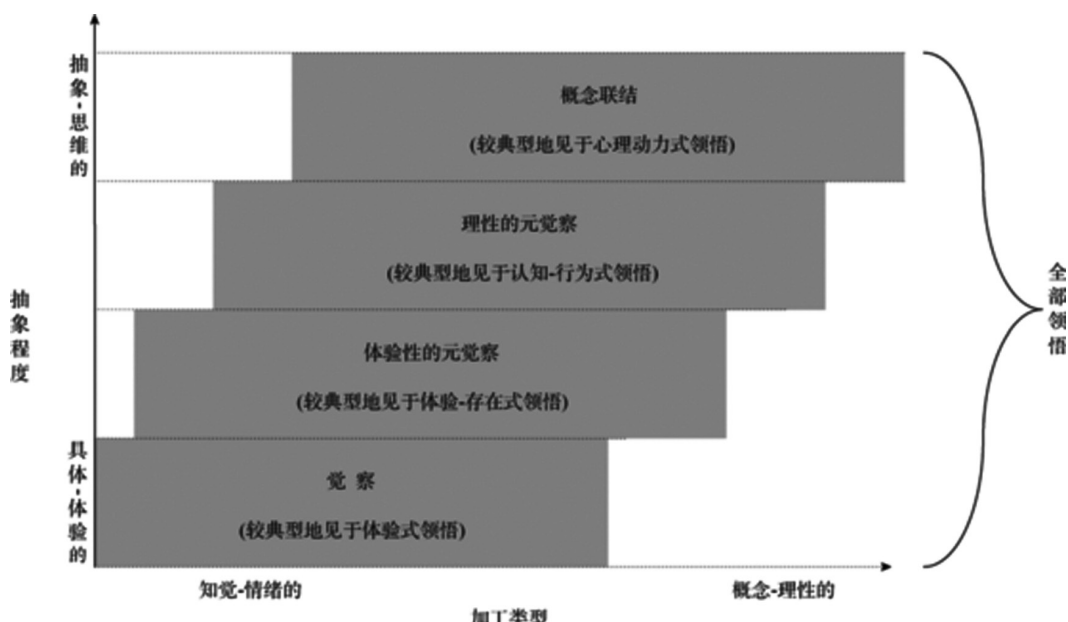 抽象-思维的
概念联结
(较典型地见于心理动力式领悟)
理性的元觉察
(较典型地见于认知-行为式领悟)
抽象程度
全部领悟
体验性的元觉察
(较典型地见于体验-存在式领悟)
具体-体验的
觉 察
(较典型地见于体验式领悟)
知觉-情绪的
概念-理性的
加工类型